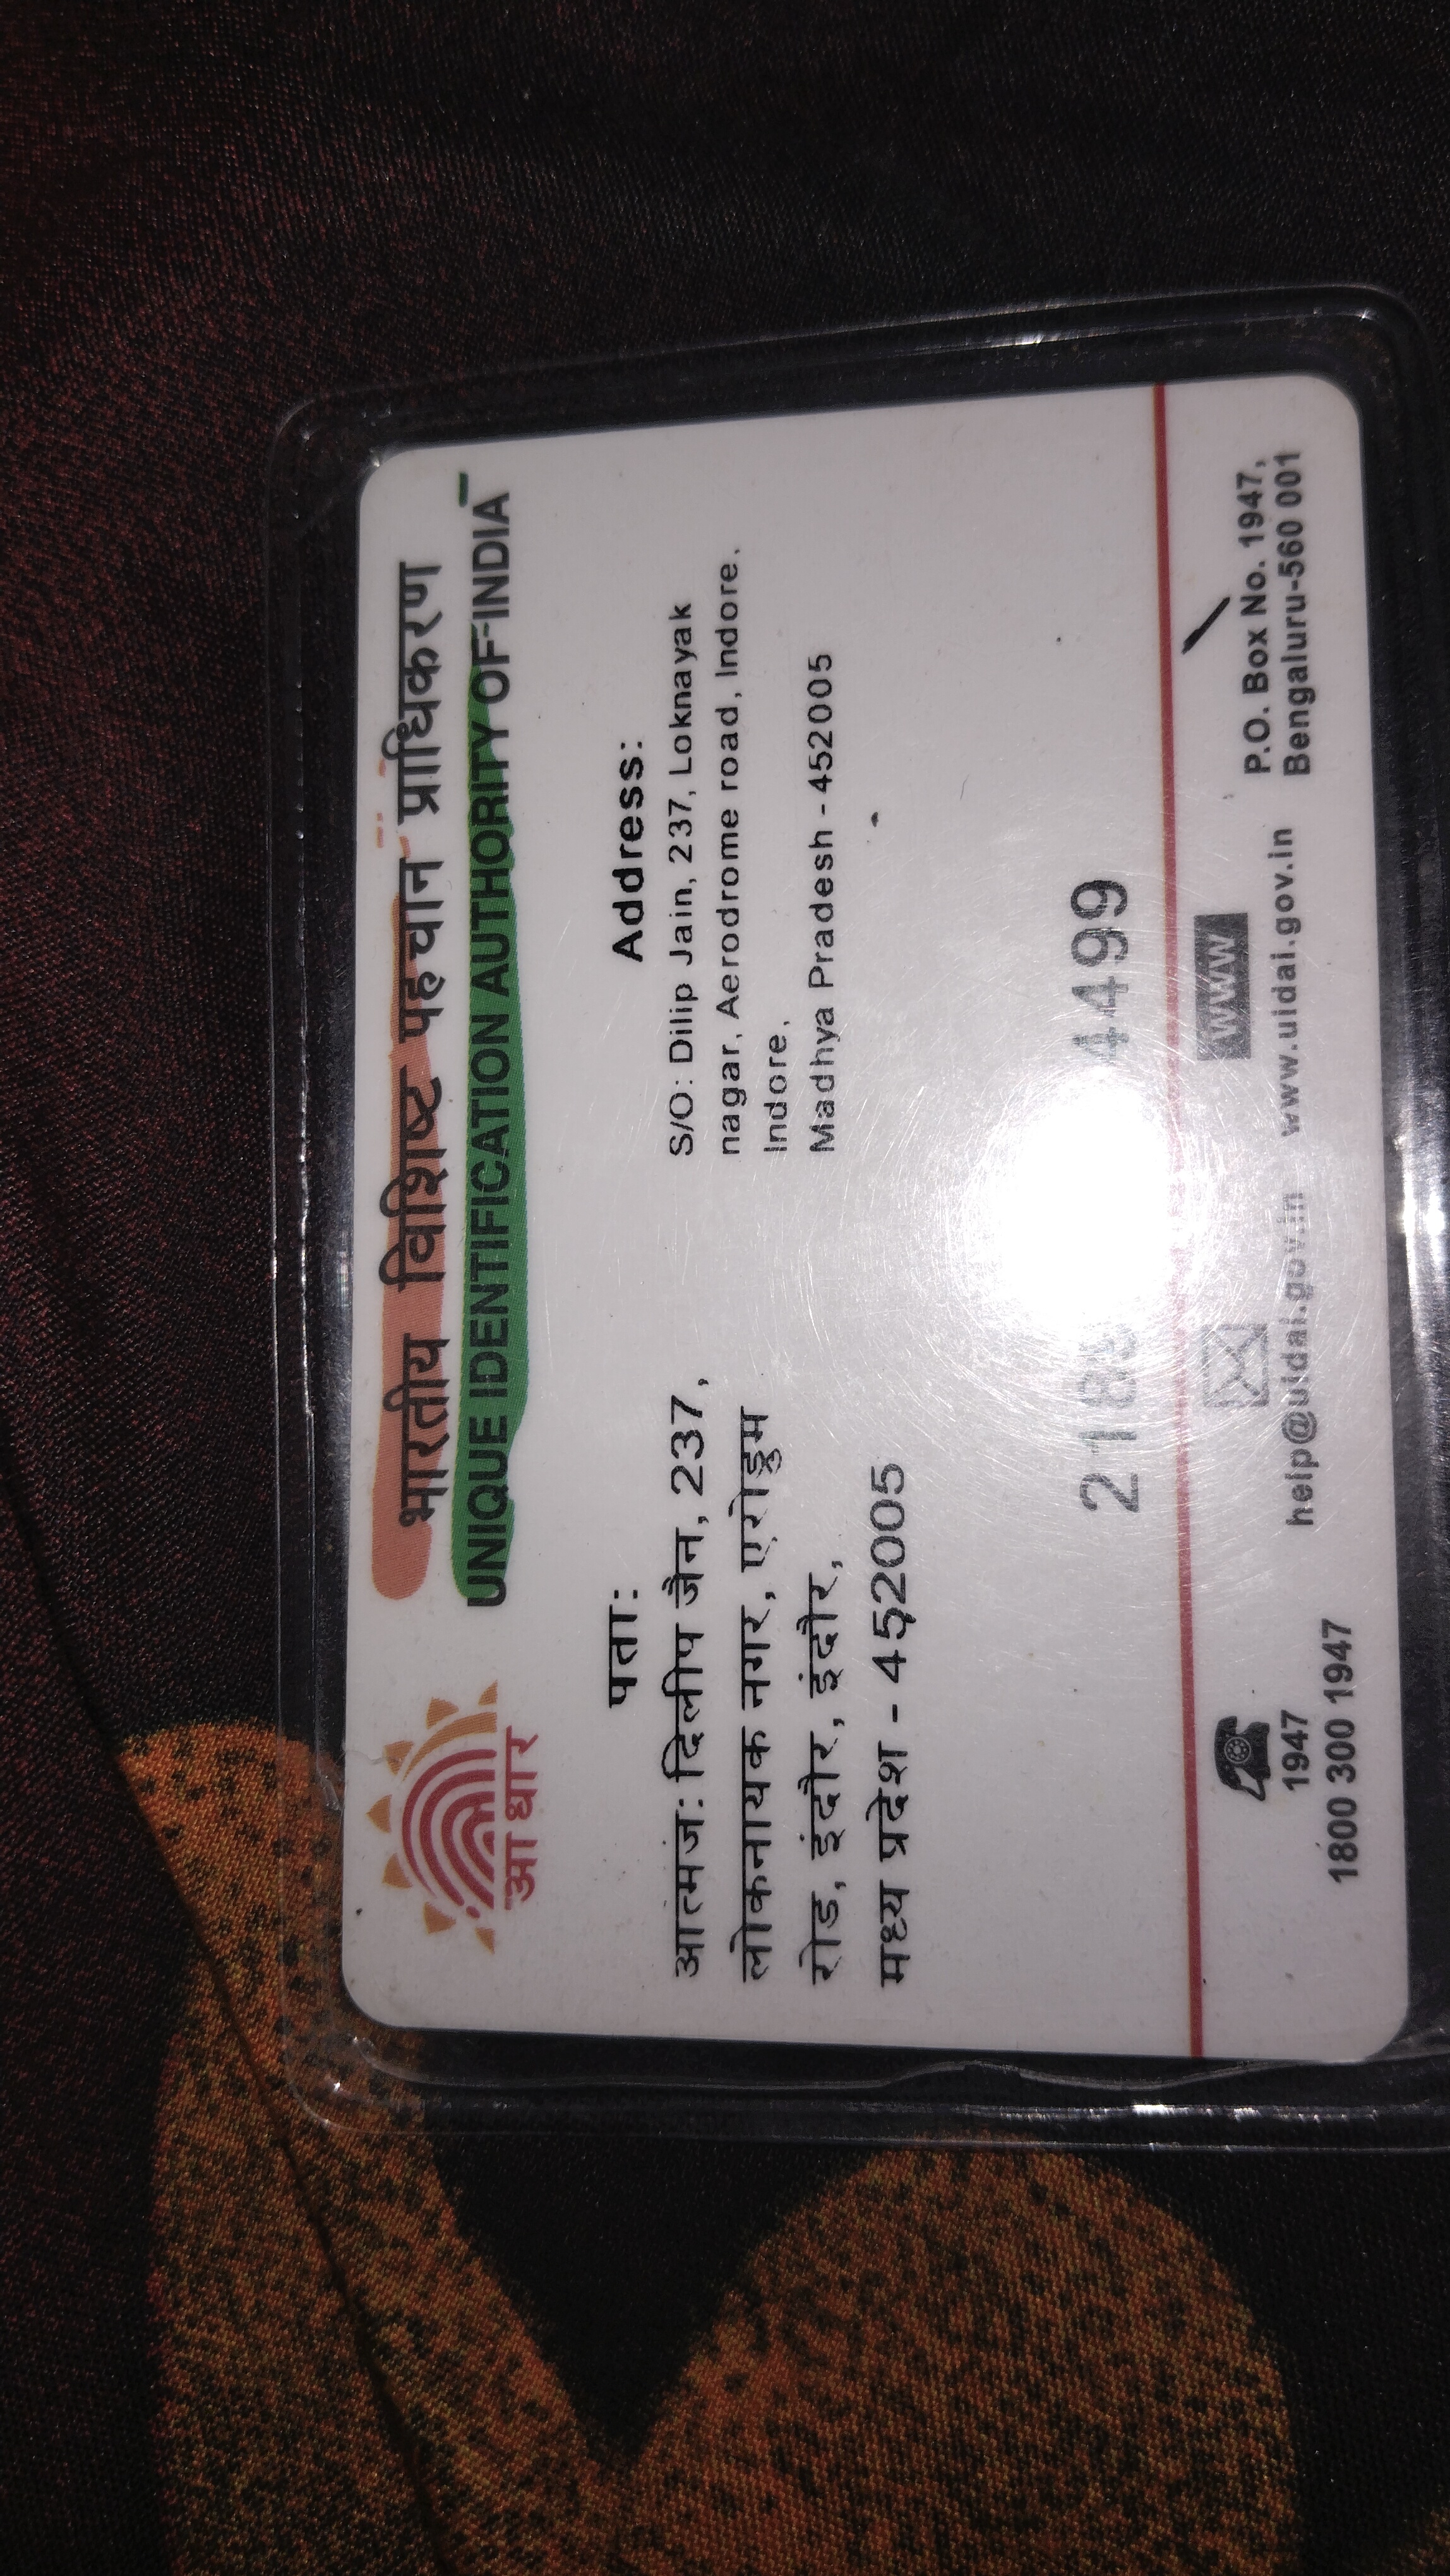 भारतीय विशिष्ट पहचान प्राधिकरण
UNIQUE IDENTIFICATION AUTHORITY OF INDIA
आधार
पता:
आत्मज: दिलीप जैन, 237,
लोकनायक नगर, एरोड्रुम
रोड, इंदौर, इंदौर,
मध्य प्रदेश - 452005
Address:
S/O: Dilip Jain, 237, Loknayak
nagar, Aerodrome road, Indore,
Indore,
Madhya Pradesh - 452005
4499
1947
1800 300 1947
help@uidai.gov.in
WWW
www.uidai.gov.in
P.O. Box No. 1947,
Bengaluru-560 001